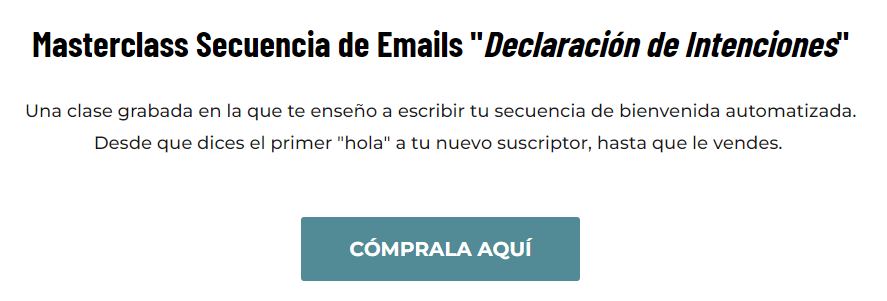 Masterclass Secuencia de Emails "Declaración de Intenciones"
Una clase grabada en la que te enseño a escribir tu secuencia de bienvenida automatizada.
Desde que dices el primer "hola" a tu nuevo suscriptor, hasta que le vendes.
CÓMPRALA AQUÍ